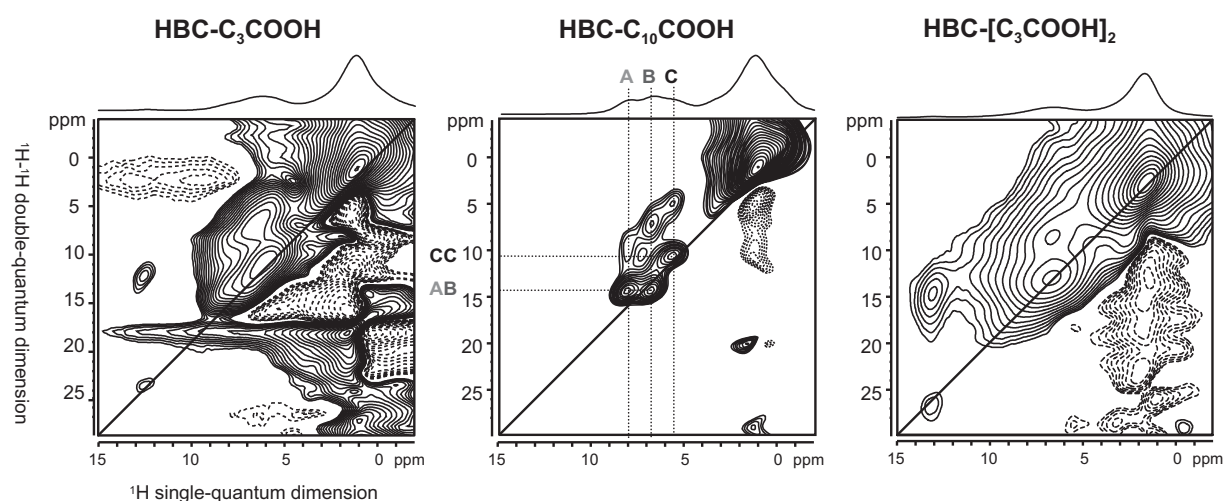 HBC-C₃COOH
HBC-C₁₀COOH
HBC-[C₃COOH]₂
A B C
ppm
0
5
10
15
20
25
15 10 5 0 ppm
ppm
0
5
CC
10
AB
15
20
25
15 10 5 0 ppm
ppm
0
5
10
15
20
25
15 10 5 0 ppm
¹H-¹H double-quantum dimension
¹H single-quantum dimension